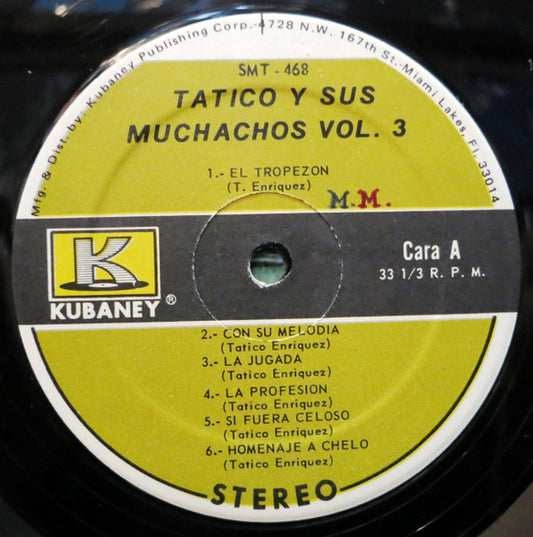 Mfg. & Dist. by: Kubaney Publishing Corp.-4728 N.W. 167th St.-Miami Lakes, Fl. 33014
SMT - 468
TATICO Y SUS
MUCHACHOS VOL. 3
1.- EL TROPEZON
(T. Enriquez)
M.M.
K
KUBANEY®
Cara A
33 1/3 R. P. M.
2.- CON SU MELODIA
(Tatico Enriquez)
3.- LA JUGADA
(Tatico Enriquez)
4.- LA PROFESION
(Tatico Enriquez)
5.- SI FUERA CELOSO
(Tatico Enriquez)
6.- HOMENAJE A CHELO
(Tatico Enriquez)
STEREO